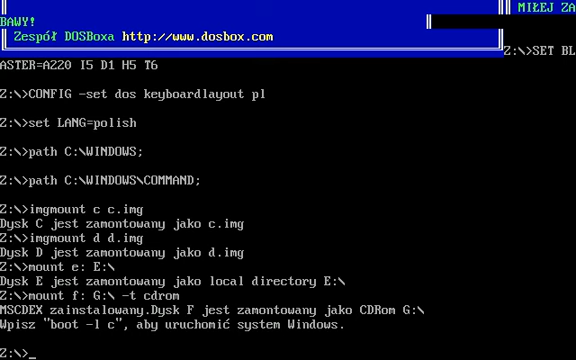 MIŁEJ ZA
BAWY!
Zespół DOSBoxa http://www.dosbox.com
Z:\>SET BL
ASTER=A220 I5 D1 H5 T6
Z:\>CONFIG -set dos keyboardlayout pl
Z:\>set LANG=polish
Z:\>path C:\WINDOWS;
Z:\>path C:\WINDOWS\COMMAND;
Z:\>imgmount c c.img
Dysk C jest zamontowany jako c.img
Z:\>imgmount d d.img
Dysk D jest zamontowany jako d.img
Z:\>mount e: E:\
Dysk E jest zamontowany jako local directory E:\
Z:\>mount f: G:\ -t cdrom
MSCDEX zainstalowany.Dysk F jest zamontowany jako CDRom G:\
Wpisz "boot -l c", aby uruchomić system Windows.
Z:\>_